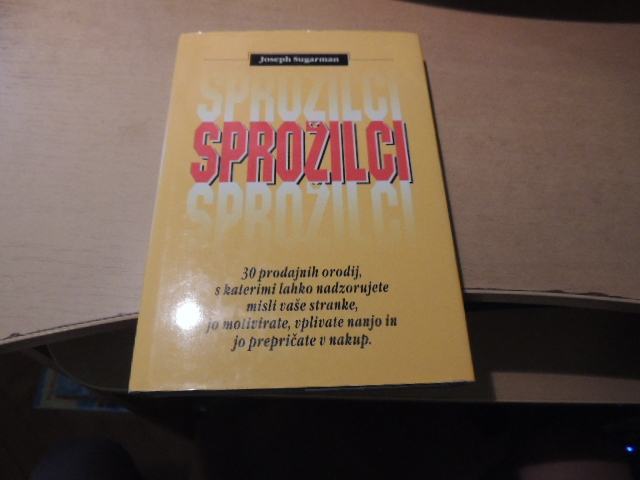 Joseph Sugarman
SPROŽILCI
SPROŽILCI
SPROŽILCI
30 prodajnih orodij,
s katerimi lahko nadzorujete
misli vaše stranke,
jo motivirate, vplivate nanjo in
jo prepričate v nakup.